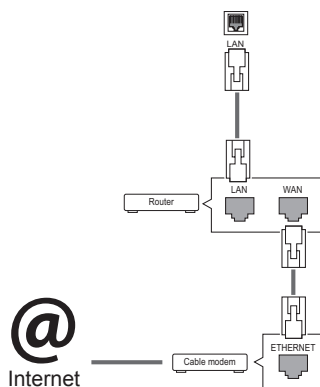 LAN
LAN
WAN
Router
@
ETHERNET
Cable modem
Internet